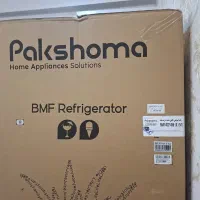 Pakshoma
Home Appliances Solutions
BMF Refrigerator